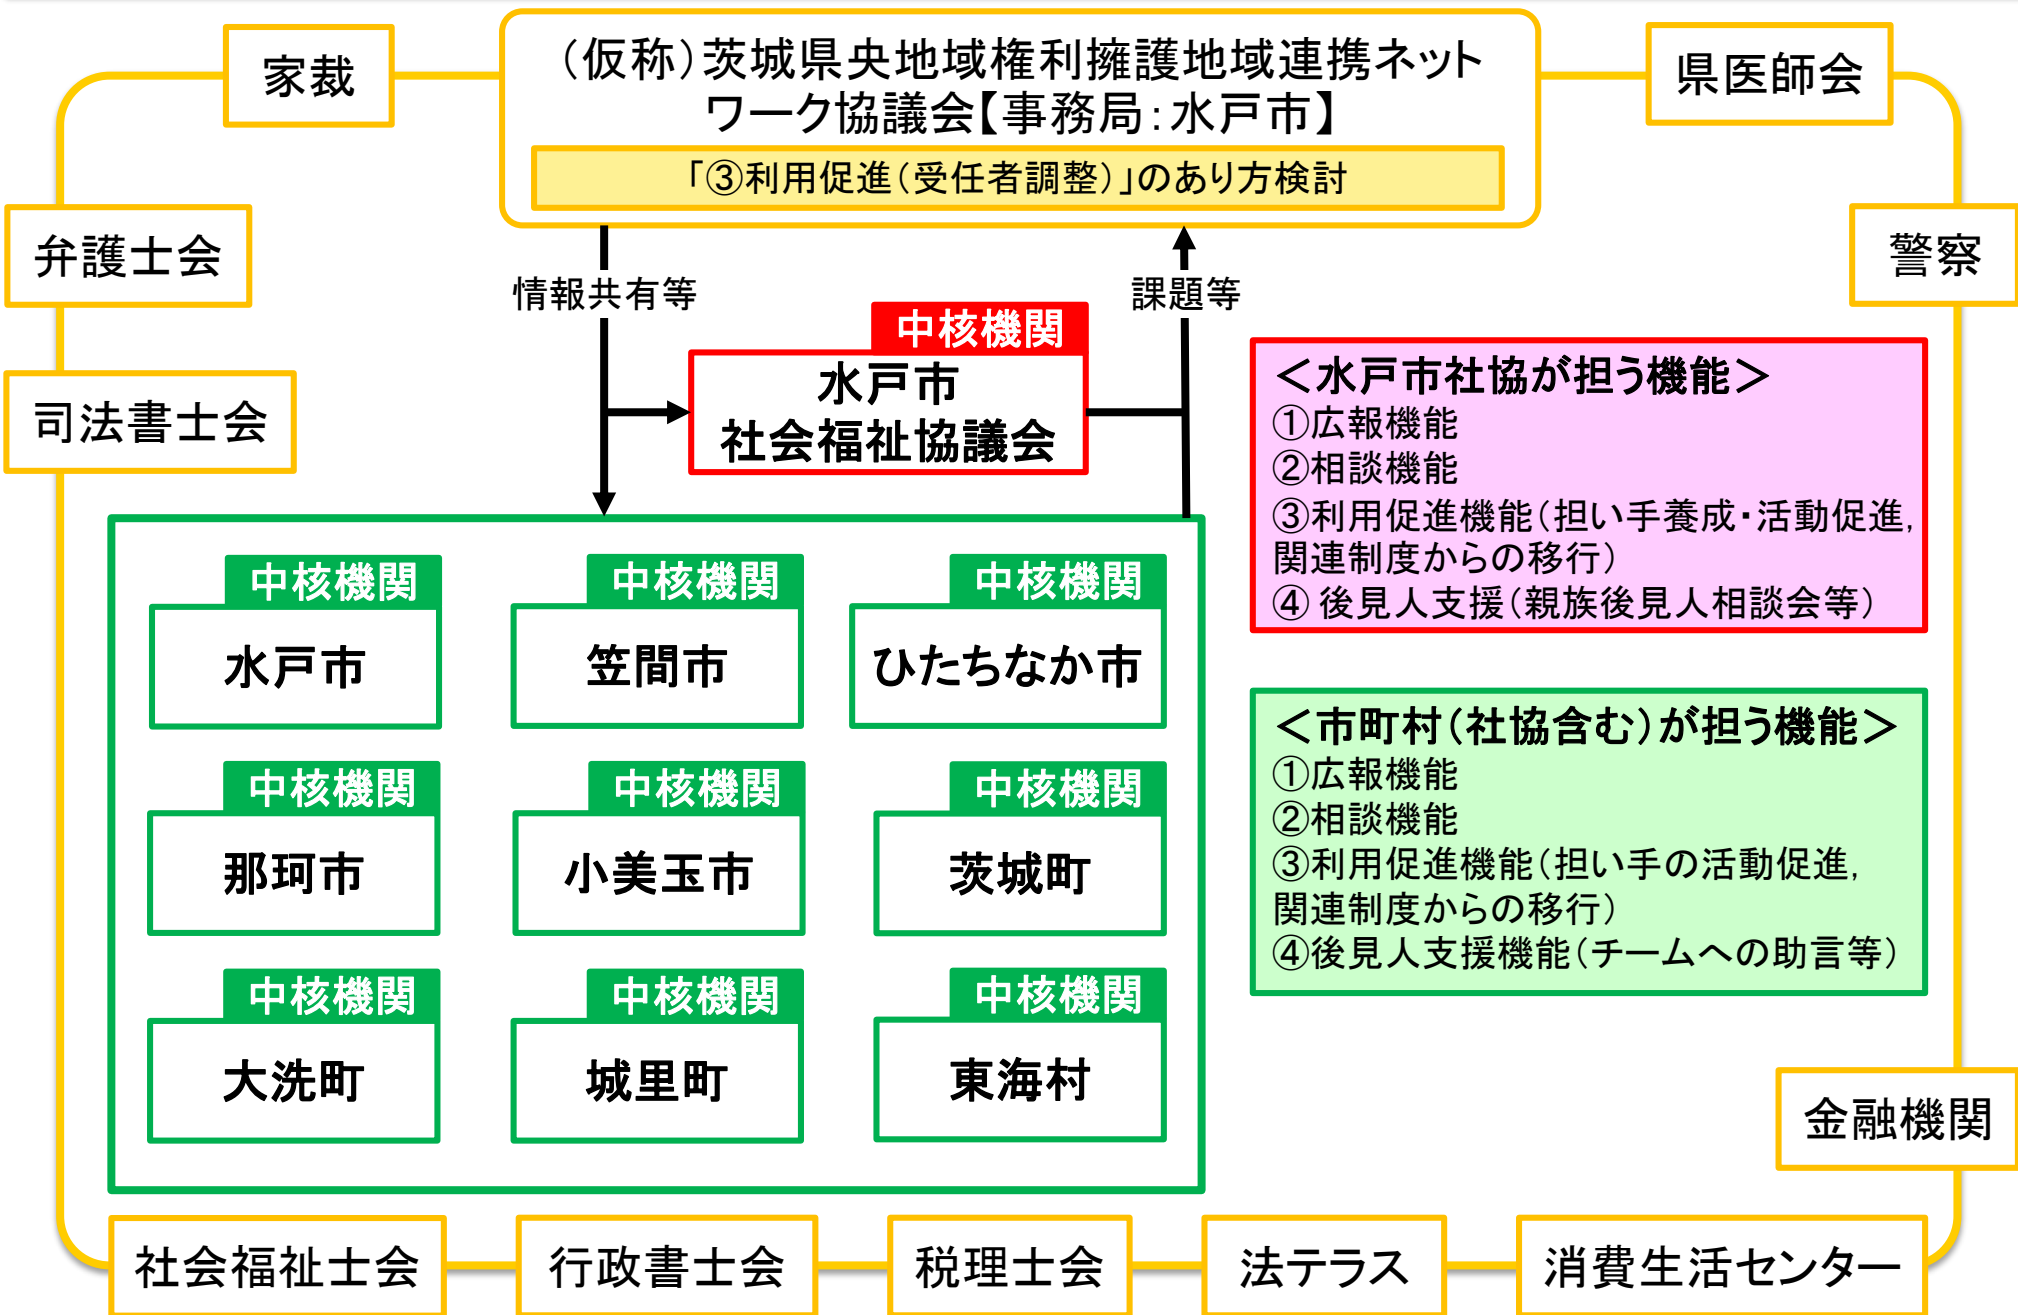 家裁
（仮称）茨城県央地域権利擁護地域連携ネット
ワーク協議会【事務局：水戸市】
「③利用促進（受任者調整）」のあり方検討
県医師会
弁護士会
警察
情報共有等
課題等
中核機関
水戸市
社会福祉協議会
司法書士会
＜水戸市社協が担う機能＞
①広報機能
②相談機能
③利用促進機能（担い手養成・活動促進，
関連制度からの移行）
④ 後見人支援（親族後見人相談会等）
中核機関
水戸市
中核機関
笠間市
中核機関
ひたちなか市
中核機関
那珂市
中核機関
小美玉市
中核機関
茨城町
中核機関
大洗町
中核機関
城里町
中核機関
東海村
＜市町村（社協含む）が担う機能＞
①広報機能
②相談機能
③利用促進機能（担い手の活動促進，
関連制度からの移行）
④後見人支援機能（チームへの助言等）
金融機関
社会福祉士会
行政書士会
税理士会
法テラス
消費生活センター